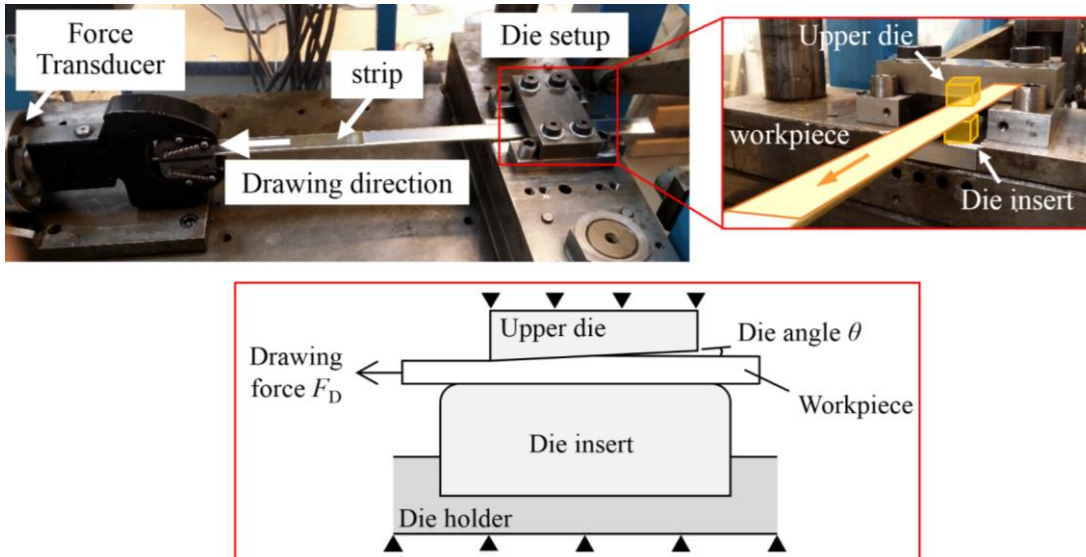 Force
Transducer
strip
Die setup
Drawing direction
Upper die
workpiece
Die insert
Upper die
Die angle θ
Drawing
force F_D
Workpiece
Die insert
Die holder